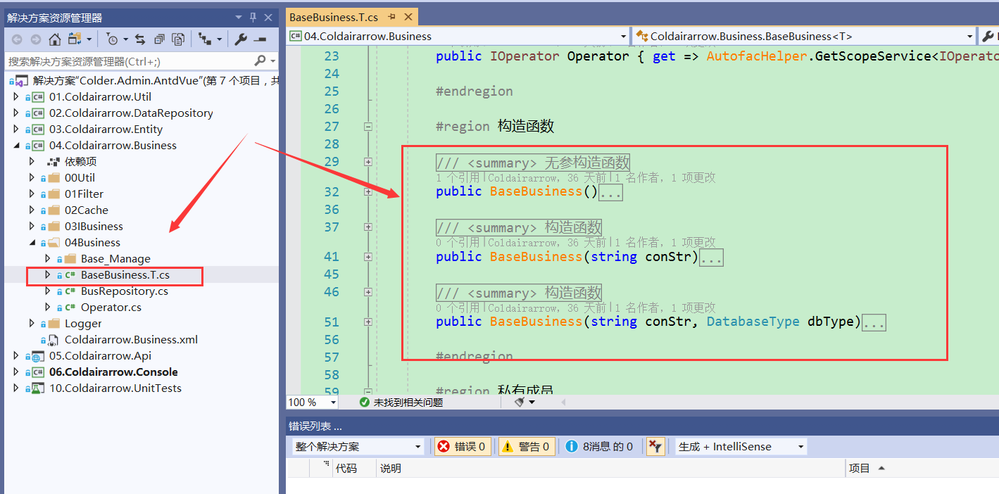 解决方案资源管理器
搜索解决方案资源管理器(Ctrl+;)
解决方案"Colder.Admin.AntdVue"(第 7 个项目，共
01.Coldairarrow.Util
02.Coldairarrow.DataRepository
03.Coldairarrow.Entity
04.Coldairarrow.Business
依赖项
00Util
01Filter
02Cache
03IBusiness
04Business
Base_Manage
BaseBusiness.T.cs
BusRepository.cs
Operator.cs
Logger
Coldairarrow.Business.xml
05.Coldairarrow.Api
06.Coldairarrow.Console
10.Coldairarrow.UnitTests
BaseBusiness.T.cs
04.Coldairarrow.Business
Coldairarrow.Business.BaseBusiness<T>
23 public IOperator Operator { get => AutofacHelper.GetScopeService<IOperato
24
25 #endregion
26
27 #region 构造函数
28
29 /// <summary> 无参构造函数
1 个引用|Coldairarrow，36 天前|1 名作者，1 项更改
32 public BaseBusiness()...
36
37 /// <summary> 构造函数
0 个引用|Coldairarrow，36 天前|1 名作者，1 项更改
41 public BaseBusiness(string conStr)...
45
46 /// <summary> 构造函数
0 个引用|Coldairarrow，36 天前|1 名作者，1 项更改
51 public BaseBusiness(string conStr, DatabaseType dbType)...
56
57 #endregion
58
59 #region 私有成员
100 % 未找到相关问题
错误列表 ...
整个解决方案 错误 0 警告 0 8消息 的 0 生成 + IntelliSense
代码 说明 项目